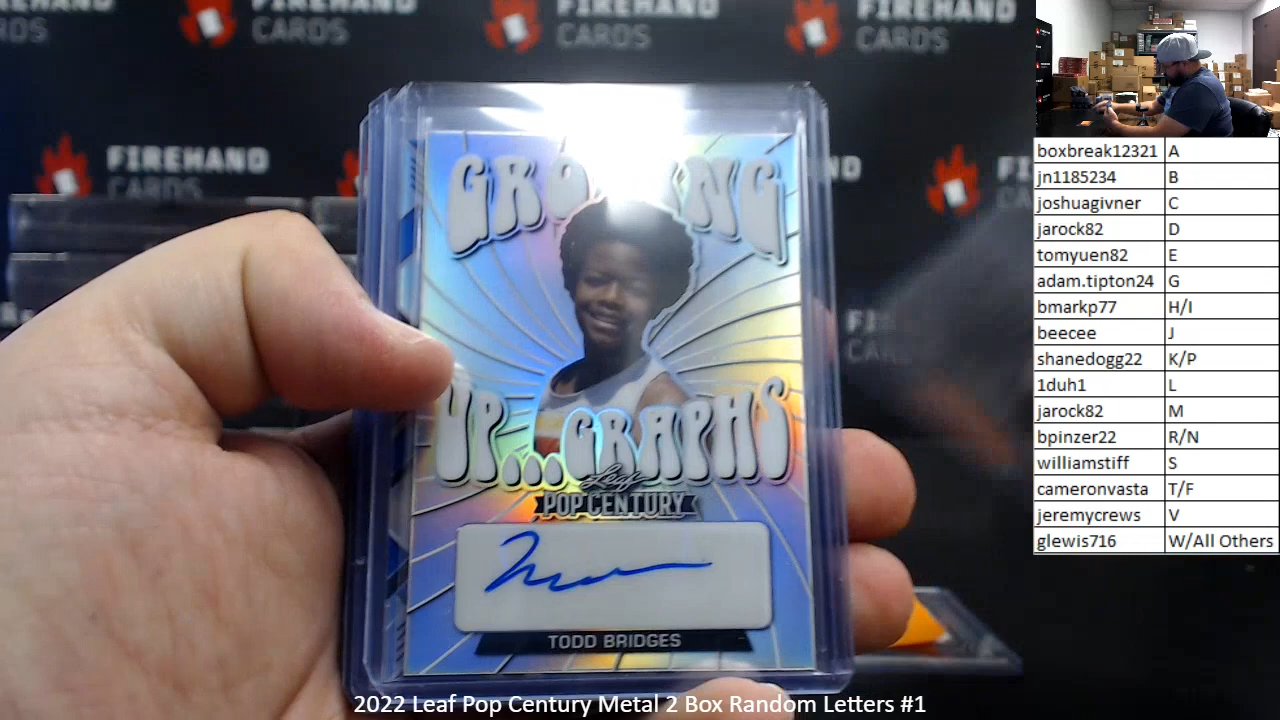 FIREHAND
CARDS
FIREHAND
CARDS
FIREHAND
CARDS
FIREHAND
FIREHAND
GROWING
UP...GRAPHS
Leaf
POP CENTURY
TODD BRIDGES
2022 Leaf Pop Century Metal 2 Box Random Letters #1
boxbreak12321 A
jn1185234 B
joshuagivner C
jarock82 D
tomyuen82 E
adam.tipton24 G
bmarkp77 H/I
beecee J
shanedogg22 K/P
1duh1 L
jarock82 M
bpinzer22 R/N
williamstiff S
cameronvasta T/F
jeremycrews V
glewis716 W/All Others